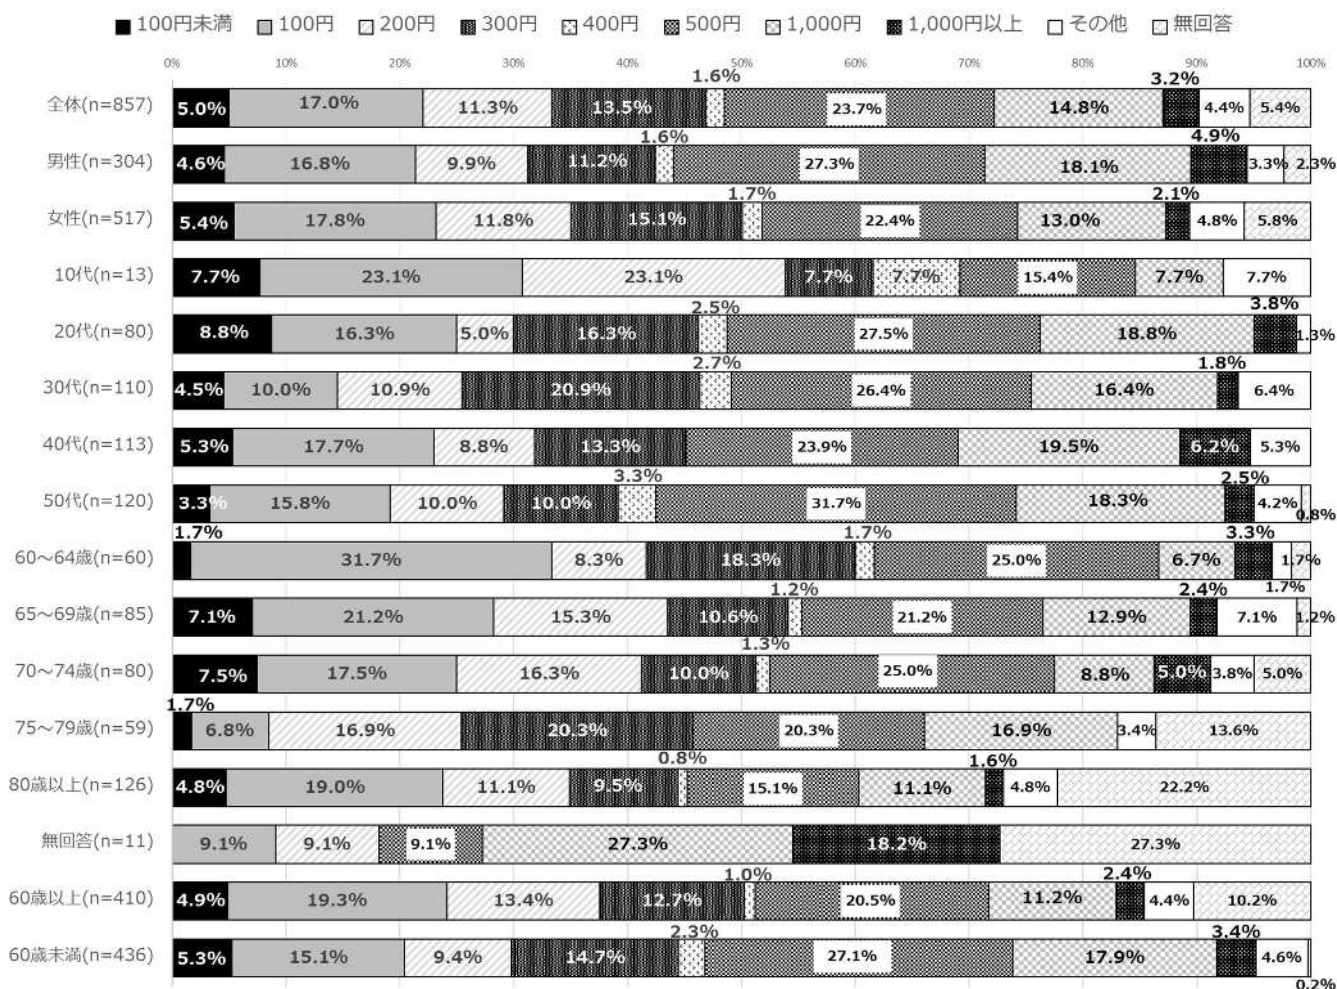 100円未満 100円 200円 300円 400円 500円 1,000円 1,000円以上 その他 無回答
0% 10% 20% 30% 40% 50% 60% 70% 80% 90% 100%
全体(n=857) 5.0% 17.0% 11.3% 13.5% 1.6% 23.7% 14.8% 3.2% 4.4% 5.4%
男性(n=304) 4.6% 16.8% 9.9% 11.2% 1.6% 27.3% 18.1% 4.9% 3.3% 2.3%
女性(n=517) 5.4% 17.8% 11.8% 15.1% 1.7% 22.4% 13.0% 2.1% 4.8% 5.8%
10代(n=13) 7.7% 23.1% 23.1% 7.7% 7.7% 15.4% 7.7% 7.7%
20代(n=80) 8.8% 16.3% 5.0% 16.3% 2.5% 27.5% 18.8% 3.8% 1.3%
30代(n=110) 4.5% 10.0% 10.9% 20.9% 2.7% 26.4% 16.4% 1.8% 6.4%
40代(n=113) 5.3% 17.7% 8.8% 13.3% 23.9% 19.5% 6.2% 5.3%
50代(n=120) 3.3% 15.8% 10.0% 10.0% 3.3% 31.7% 18.3% 2.5% 4.2% 0.8%
60～64歳(n=60) 1.7% 31.7% 8.3% 18.3% 1.7% 25.0% 6.7% 3.3% 1.7% 1.7%
65～69歳(n=85) 7.1% 21.2% 15.3% 10.6% 1.2% 21.2% 12.9% 2.4% 7.1% 1.2%
70～74歳(n=80) 7.5% 17.5% 16.3% 10.0% 1.3% 25.0% 8.8% 5.0% 3.8% 5.0%
75～79歳(n=59) 1.7% 6.8% 16.9% 20.3% 20.3% 16.9% 3.4% 13.6%
80歳以上(n=126) 4.8% 19.0% 11.1% 9.5% 0.8% 15.1% 11.1% 1.6% 4.8% 22.2%
無回答(n=11) 9.1% 9.1% 9.1% 27.3% 18.2% 27.3%
60歳以上(n=410) 4.9% 19.3% 13.4% 12.7% 1.0% 20.5% 11.2% 2.4% 4.4% 10.2%
60歳未満(n=436) 5.3% 15.1% 9.4% 14.7% 2.3% 27.1% 17.9% 3.4% 4.6% 0.2%